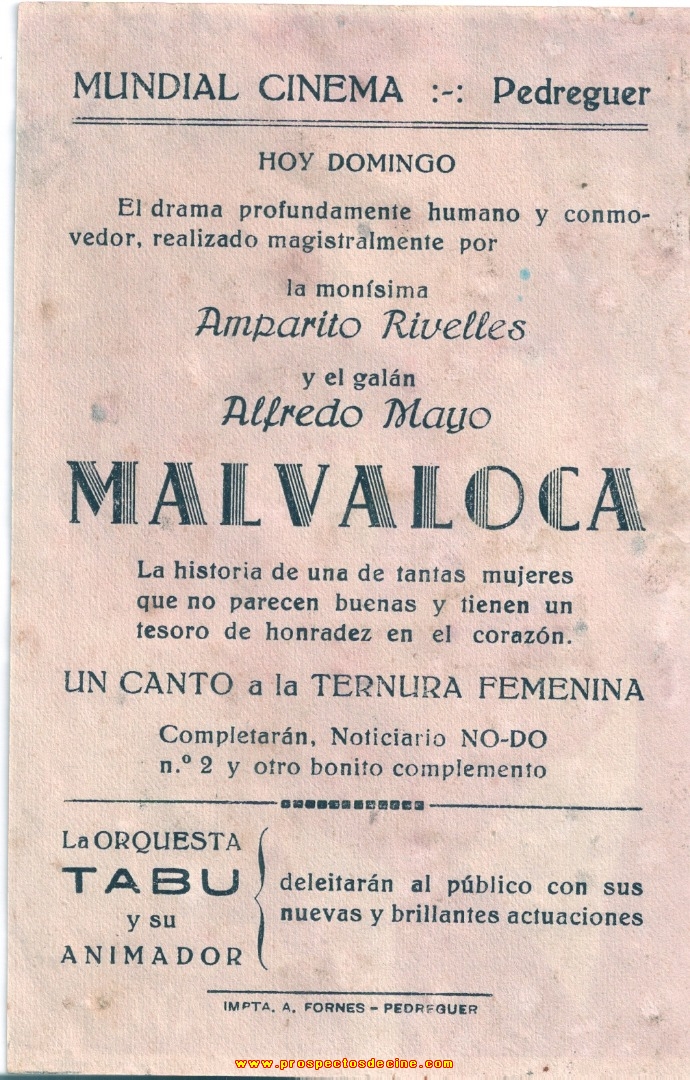 MUNDIAL CINEMA :-: Pedreguer
HOY DOMINGO
El drama profundamente humano y conmo-
vedor, realizado magistralmente por
la monísima
Amparito Rivelles
y el galán
Alfredo Mayo
MALVALOCA
La historia de una de tantas mujeres
que no parecen buenas y tienen un
tesoro de honradez en el corazón.
UN CANTO a la TERNURA FEMENINA
Completarán, Noticiario NO-DO
n.º 2 y otro bonito complemento
La ORQUESTA
TABU
y su
ANIMADOR
deleitarán al público con sus
nuevas y brillantes actuaciones
IMPTA. A. FORNES - PEDREGUER
www.prospectosdecine.com